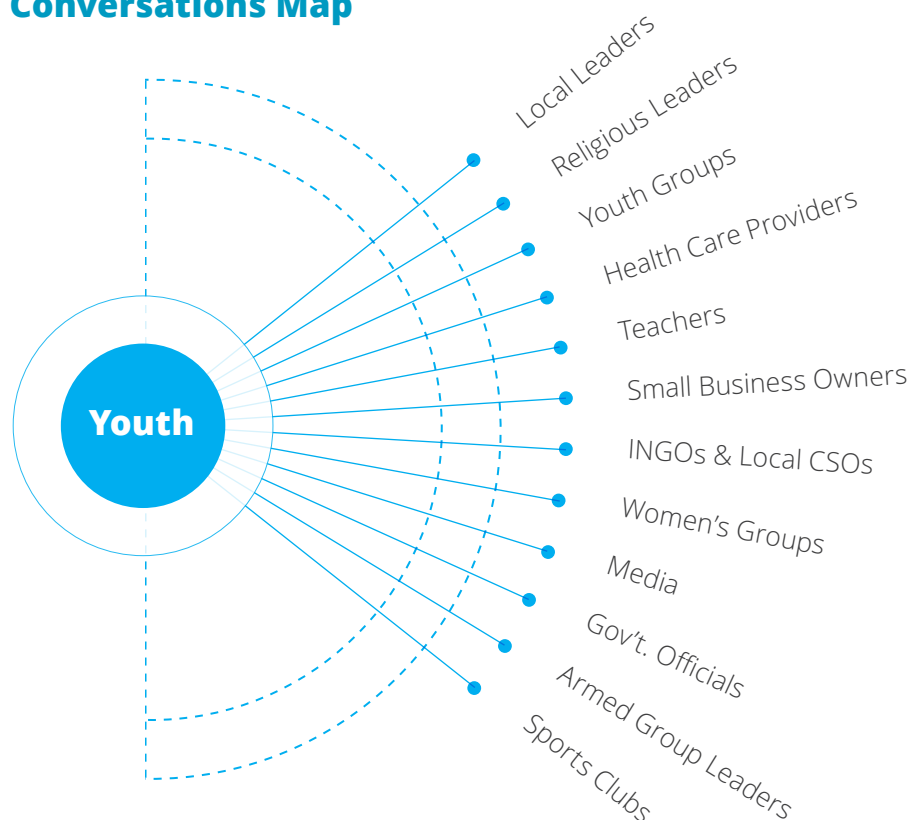 Conversations Map
Local Leaders
Religious Leaders
Youth Groups
Health Care Providers
Teachers
Small Business Owners
Youth
INGOs & Local CSOs
Women’s Groups
Media
Gov’t. Officials
Armed Group Leaders
Sports Clubs